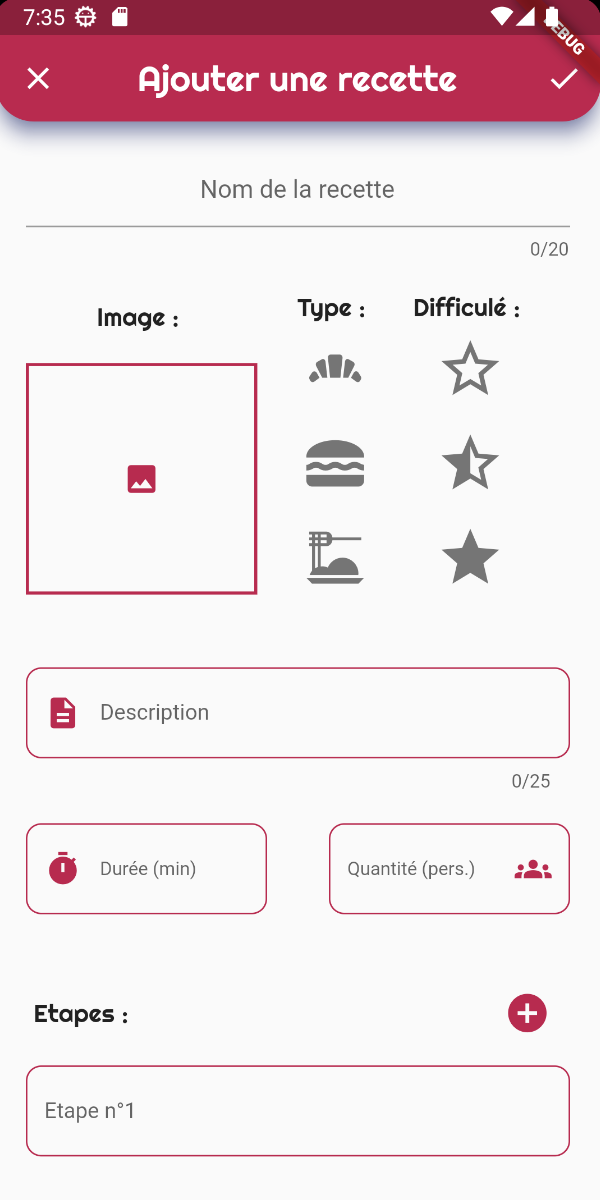 7:35
EBUG
Ajouter une recette
Nom de la recette
0/20
Image :
Type :
Difficulé :
Description
0/25
Durée (min)
Quantité (pers.)
Etapes :
Etape n°1